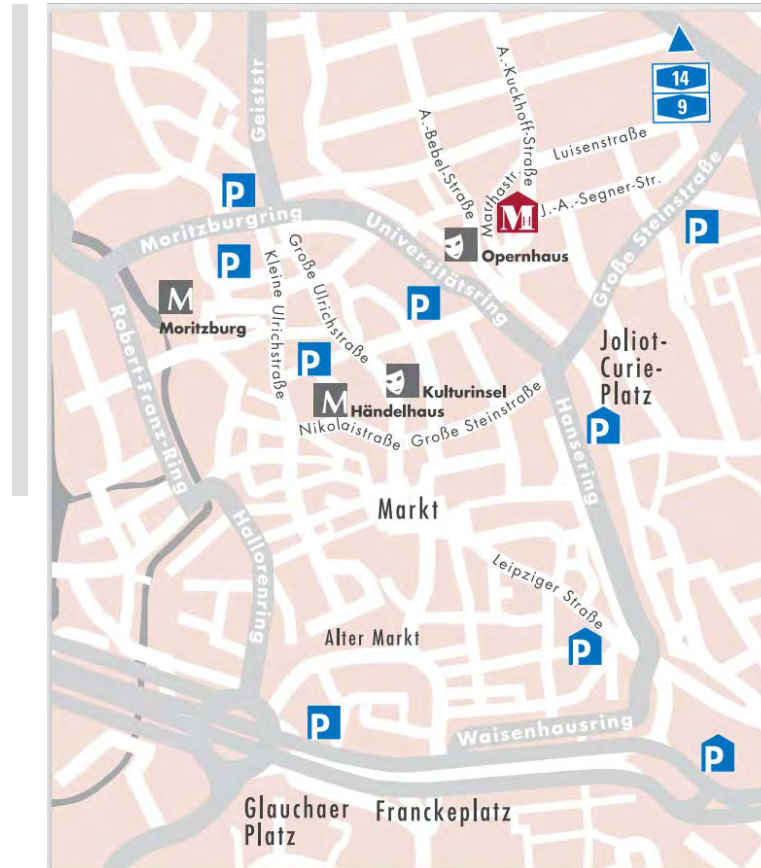 Geiststr
A.-Kuckhoff-Straße
14
9
A.-Bebel-Straße
Luisenstraße
Marthastr.
J.-A.-Segner-Str.
P
Moritzburgring
Universitätsring
MH
Große Steinstraße
P
P
Opernhaus
Kleine Ulrichstraße
Große Ulrichstraße
M
Moritzburg
P
Robert-Franz-Ring
P
Joliot-
Curie-
Platz
Kulturinsel
M
Händelhaus
Nikolaistraße
Große Steinstraße
Hansering
P
Markt
Hallorenring
Leipziger Straße
Alter Markt
P
P
Waisenhausring
P
Glauchaer
Platz
Franckeplatz